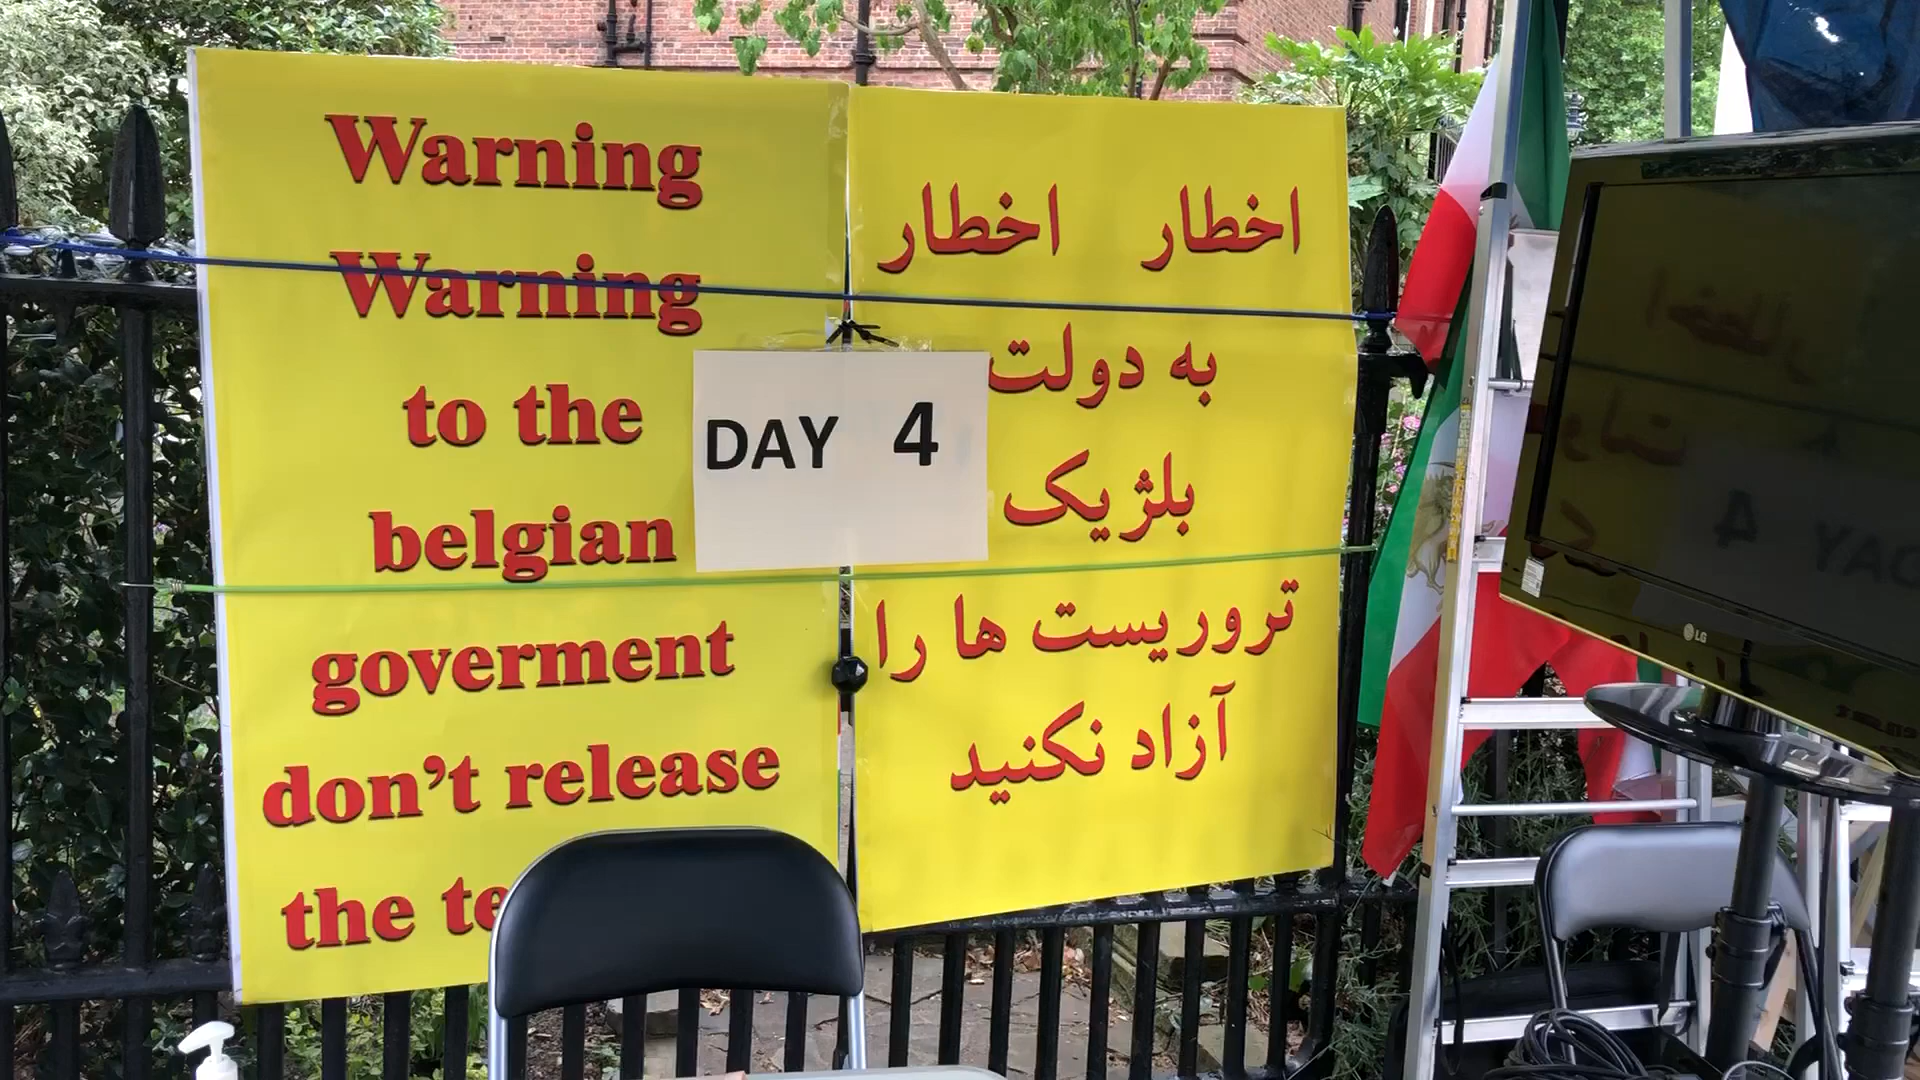 Warning
Warning
to the
belgian
goverment
don't release
the te
DAY 4
اخطار اخطار
به دولت
بلژیک
تروریست ها را
آزاد نکنید
LG